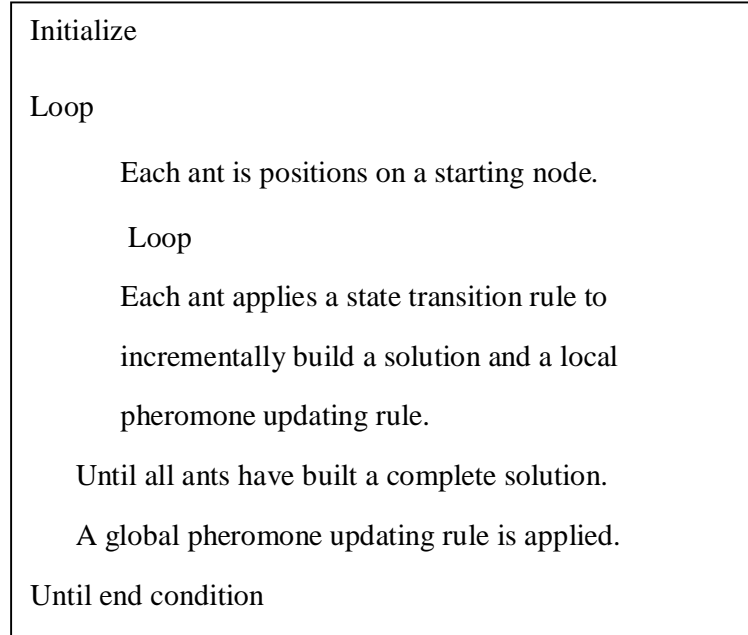 Initialize
Loop
Each ant is positions on a starting node.
Loop
Each ant applies a state transition rule to
incrementally build a solution and a local
pheromone updating rule.
Until all ants have built a complete solution.
A global pheromone updating rule is applied.
Until end condition